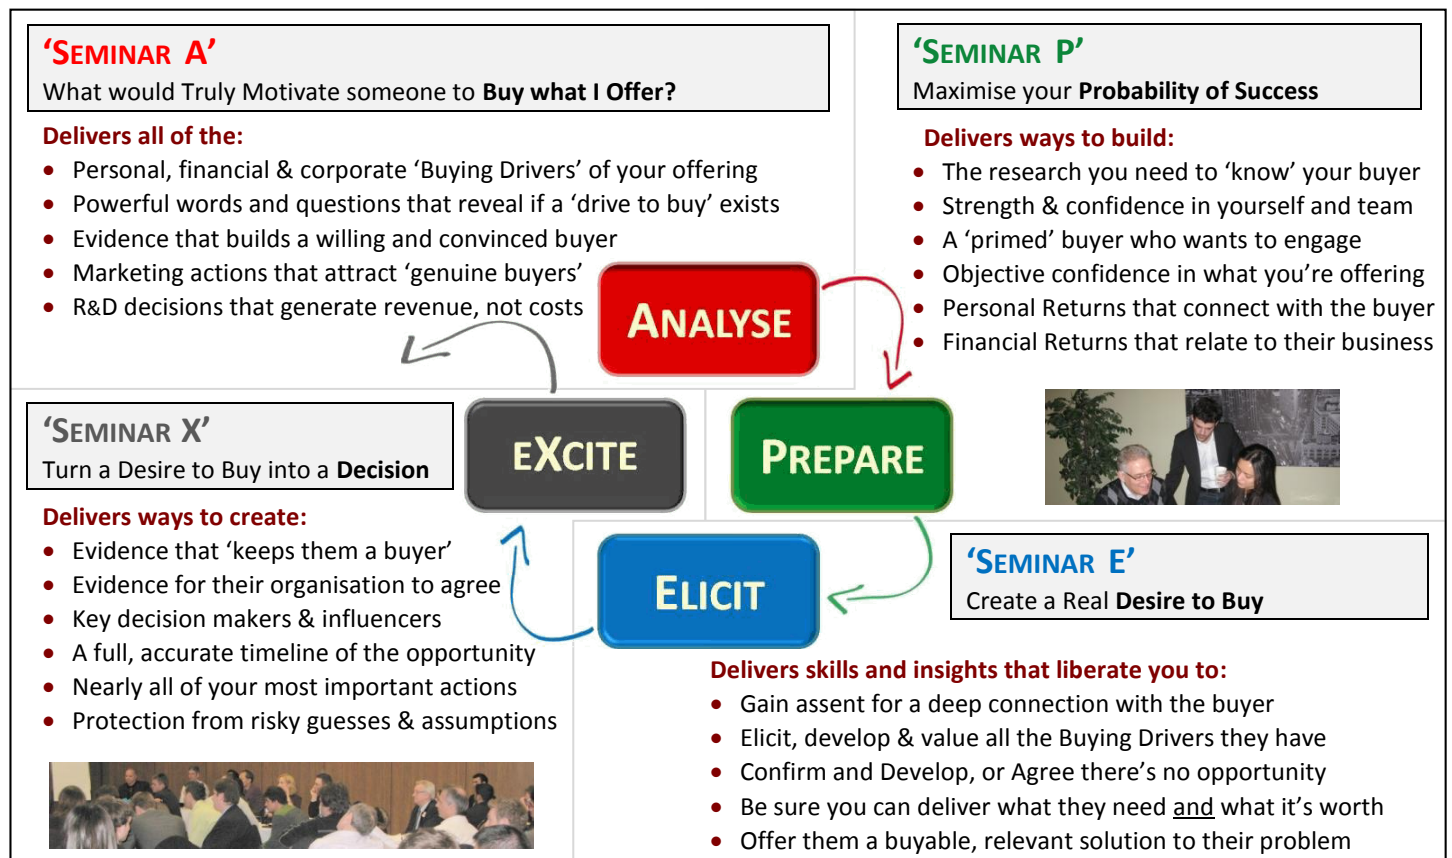 ‘SEMINAR A’
What would Truly Motivate someone to Buy what I Offer?
Delivers all of the:
• Personal, financial & corporate ‘Buying Drivers’ of your offering
• Powerful words and questions that reveal if a ‘drive to buy’ exists
• Evidence that builds a willing and convinced buyer
• Marketing actions that attract ‘genuine buyers’
• R&D decisions that generate revenue, not costs
ANALYSE
‘SEMINAR P’
Maximise your Probability of Success
Delivers ways to build:
• The research you need to ‘know’ your buyer
• Strength & confidence in yourself and team
• A ‘primed’ buyer who wants to engage
• Objective confidence in what you’re offering
• Personal Returns that connect with the buyer
• Financial Returns that relate to their business
PREPARE
‘SEMINAR E’
Create a Real Desire to Buy
ELICIT
Delivers skills and insights that liberate you to:
• Gain assent for a deep connection with the buyer
• Elicit, develop & value all the Buying Drivers they have
• Confirm and Develop, or Agree there’s no opportunity
• Be sure you can deliver what they need and what it’s worth
• Offer them a buyable, relevant solution to their problem
‘SEMINAR X’
Turn a Desire to Buy into a Decision
EXCITE
Delivers ways to create:
• Evidence that ‘keeps them a buyer’
• Evidence for their organisation to agree
• Key decision makers & influencers
• A full, accurate timeline of the opportunity
• Nearly all of your most important actions
• Protection from risky guesses & assumptions